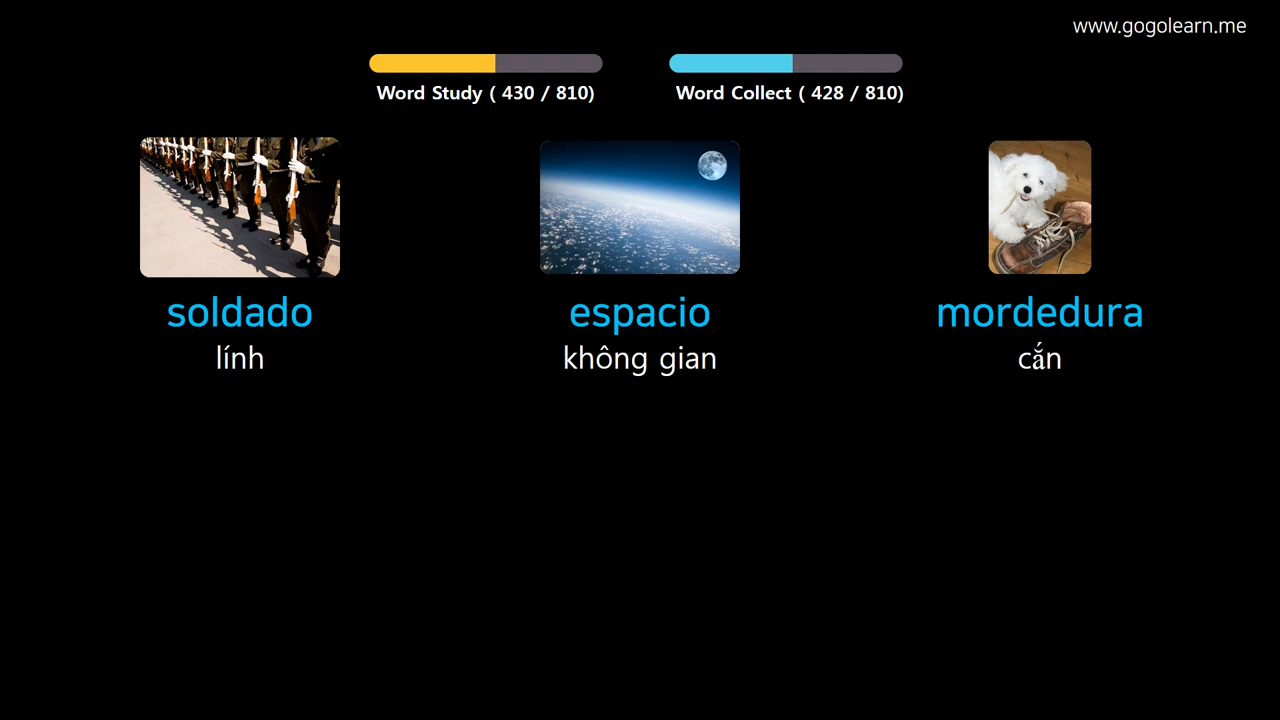 www.gogolearn.me
Word Study ( 430 / 810)
Word Collect ( 428 / 810)
soldado
lính
espacio
không gian
mordedura
cắn